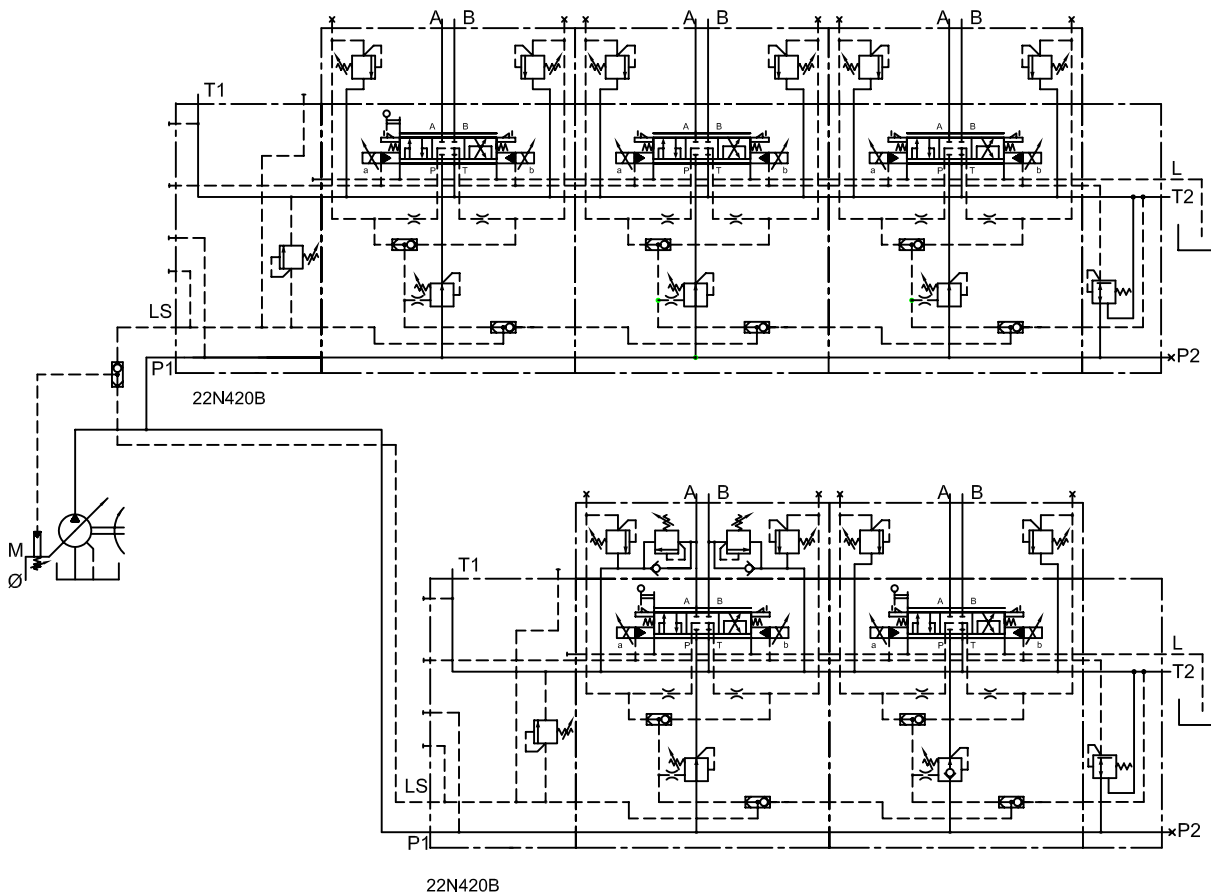 A B A B A B
T1
A B A B A B
a P T b a P T b a P T b
L
T2
LS
P1 P2
22N420B
A B A B
M
Ø
T1
A B A B
a P T b a P T b
L
T2
LS
P1 P2
22N420B